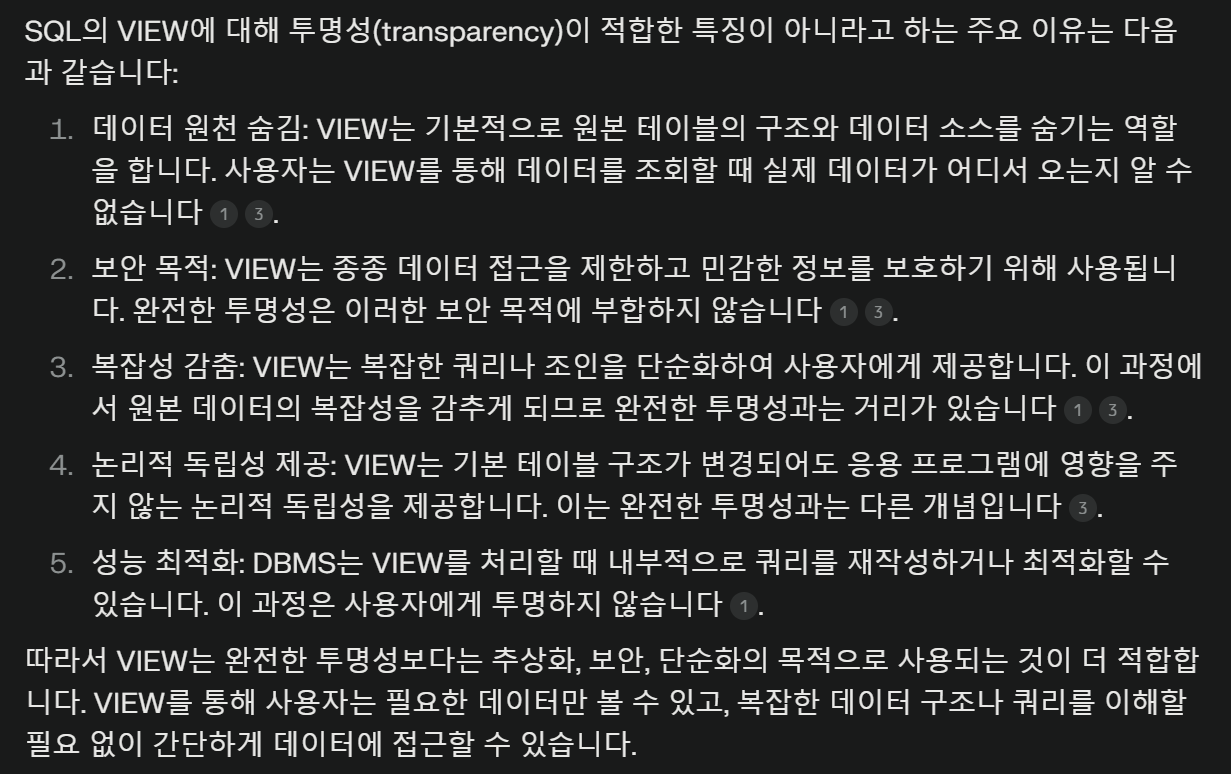 SQL의 VIEW에 대해 투명성(transparency)이 적합한 특징이 아니라고 하는 주요 이유는 다음
과 같습니다:
1. 데이터 원천 숨김: VIEW는 기본적으로 원본 테이블의 구조와 데이터 소스를 숨기는 역할
을 합니다. 사용자는 VIEW를 통해 데이터를 조회할 때 실제 데이터가 어디서 오는지 알 수
없습니다 1 3.
2. 보안 목적: VIEW는 종종 데이터 접근을 제한하고 민감한 정보를 보호하기 위해 사용됩니
다. 완전한 투명성은 이러한 보안 목적에 부합하지 않습니다 1 3.
3. 복잡성 감춤: VIEW는 복잡한 쿼리나 조인을 단순화하여 사용자에게 제공합니다. 이 과정에
서 원본 데이터의 복잡성을 감추게 되므로 완전한 투명성과는 거리가 있습니다 1 3.
4. 논리적 독립성 제공: VIEW는 기본 테이블 구조가 변경되어도 응용 프로그램에 영향을 주
지 않는 논리적 독립성을 제공합니다. 이는 완전한 투명성과는 다른 개념입니다 3.
5. 성능 최적화: DBMS는 VIEW를 처리할 때 내부적으로 쿼리를 재작성하거나 최적화할 수
있습니다. 이 과정은 사용자에게 투명하지 않습니다 1.
따라서 VIEW는 완전한 투명성보다는 추상화, 보안, 단순화의 목적으로 사용되는 것이 더 적합합
니다. VIEW를 통해 사용자는 필요한 데이터만 볼 수 있고, 복잡한 데이터 구조나 쿼리를 이해할
필요 없이 간단하게 데이터에 접근할 수 있습니다.